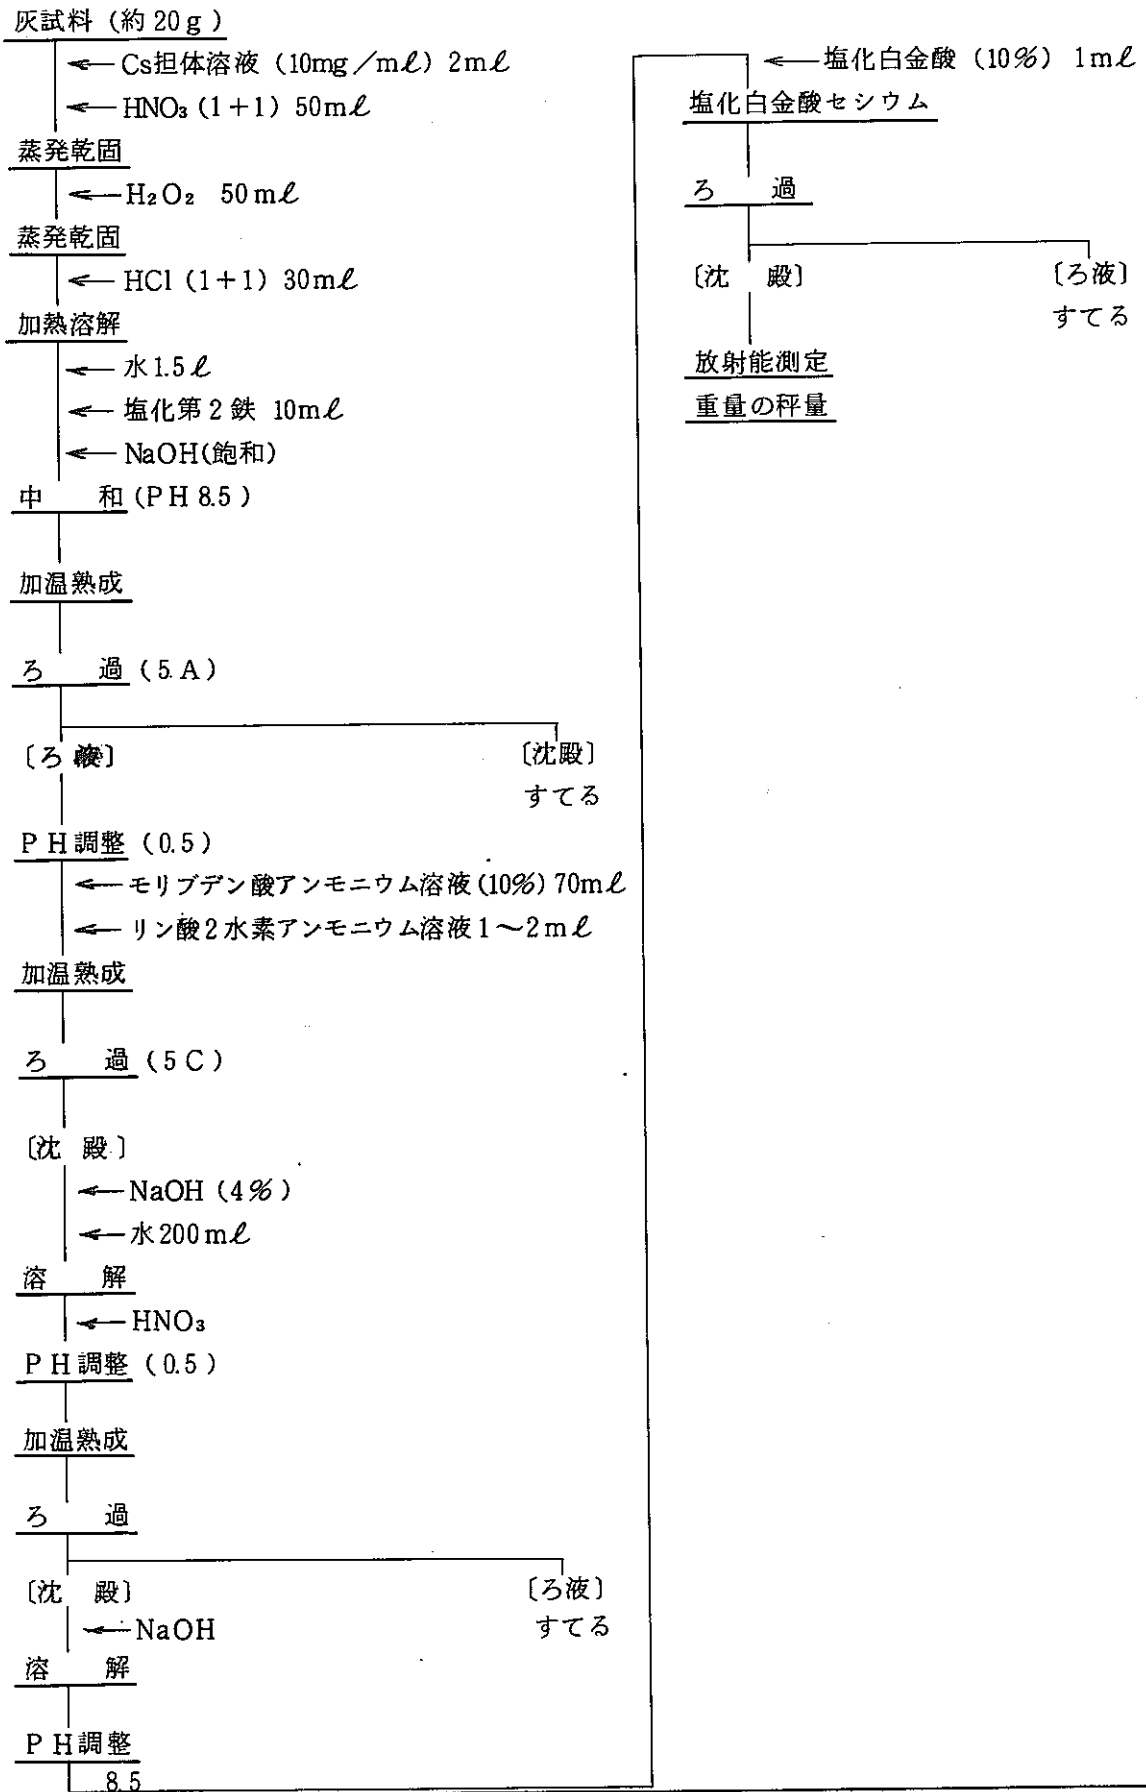 灰試料 (約20g)
Cs担体溶液 (10mg/mℓ) 2mℓ
HNO₃ (1+1) 50mℓ
蒸発乾固
H₂O₂ 50mℓ
蒸発乾固
HCl (1+1) 30mℓ
加熱溶解
水1.5ℓ
塩化第2鉄 10mℓ
NaOH(飽和)
中和(PH 8.5)
加温熟成
ろ過 (5.A)
〔ろ液〕
〔沈殿〕
すてる
PH調整 (0.5)
モリブデン酸アンモニウム溶液(10%) 70mℓ
リン酸2水素アンモニウム溶液1〜2mℓ
加温熟成
ろ過 (5C)
〔沈殿〕
NaOH (4%)
水200mℓ
溶解
HNO₃
PH調整 (0.5)
加温熟成
ろ過
〔沈殿〕
〔ろ液〕
すてる
NaOH
溶解
PH調整
8.5
塩化白金酸 (10%) 1mℓ
塩化白金酸セシウム
ろ過
〔沈殿〕
〔ろ液〕
すてる
放射能測定
重量の秤量